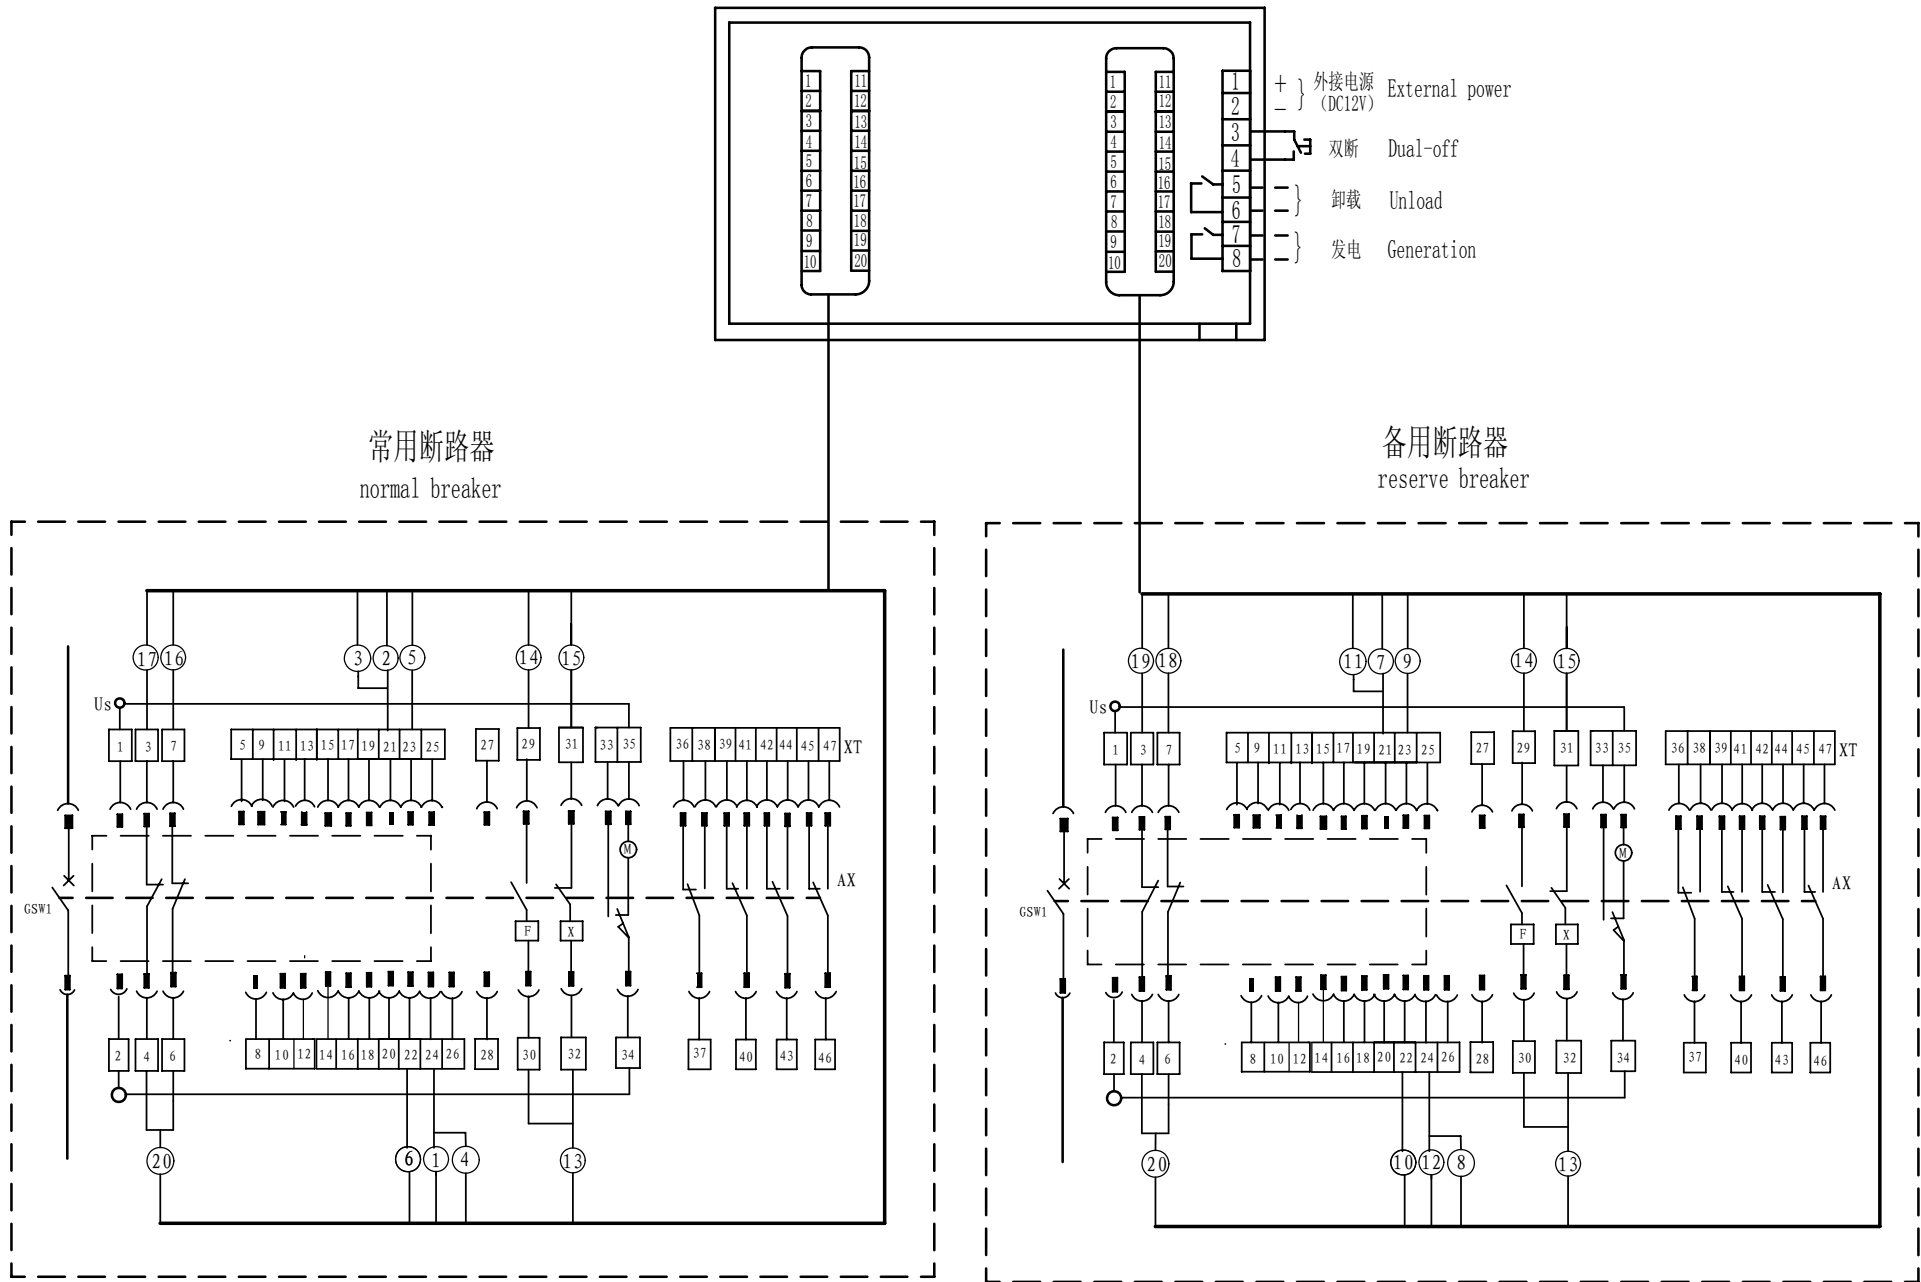 1 11
2 12
3 13
4 14
5 15
6 16
7 17
8 18
9 19
10 20
1 11
2 12
3 13
4 14
5 15
6 16
7 17
8 18
9 19
10 20
1 + } 外接电源 External power
2 − (DC12V)
3
4 双断 Dual-off
5
6 } 卸载 Unload
7
8 } 发电 Generation
常用断路器
normal breaker
17 16 3 2 5 14 15
Us
1 3 7 5 9 11 13 15 17 19 21 23 25 27 29 31 33 35 36 38 39 41 42 44 45 47 XT
M
AX
GSW1
F X
2 4 6 8 10 12 14 16 18 20 22 24 26 28 30 32 34 37 40 43 46
20 6 1 4 13
备用断路器
reserve breaker
19 18 11 7 9 14 15
Us
1 3 7 5 9 11 13 15 17 19 21 23 25 27 29 31 33 35 36 38 39 41 42 44 45 47 XT
M
AX
GSW1
F X
2 4 6 8 10 12 14 16 18 20 22 24 26 28 30 32 34 37 40 43 46
20 10 12 8 13